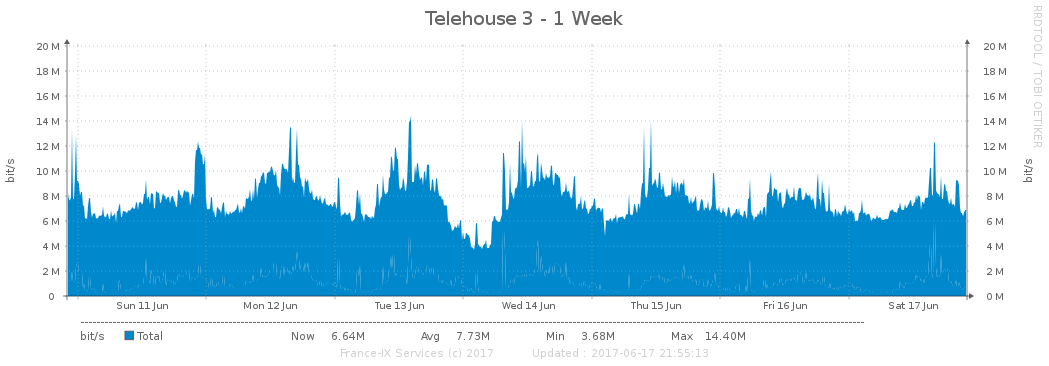 Telehouse 3 - 1 Week
RRDTOOL / TOBI OETIKER
bit/s
bit/s
20 M 20 M
18 M 18 M
16 M 16 M
14 M 14 M
12 M 12 M
10 M 10 M
8 M 8 M
6 M 6 M
4 M 4 M
2 M 2 M
0 0 M
Sun 11 Jun Mon 12 Jun Tue 13 Jun Wed 14 Jun Thu 15 Jun Fri 16 Jun Sat 17 Jun
bit/s Total Now 6.64M Avg 7.73M Min 3.68M Max 14.40M
France-IX Services (c) 2017 Updated : 2017-06-17 21:55:13